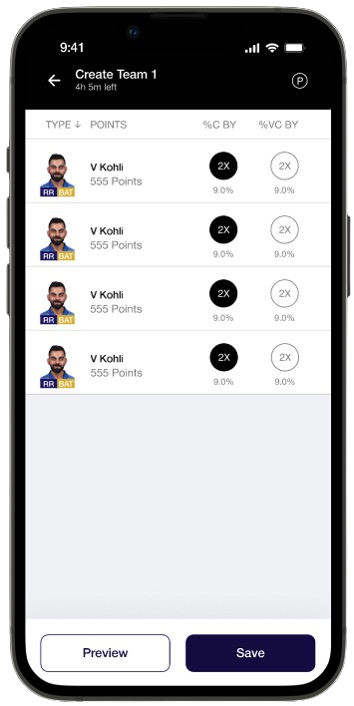 9:41
Create Team 1
4h 5m left
P
TYPE ↓ POINTS %C BY %VC BY
V Kohli
555 Points
2X 2X
9.0% 9.0%
RR BAT
V Kohli
555 Points
2X 2X
9.0% 9.0%
RR BAT
V Kohli
555 Points
2X 2X
9.0% 9.0%
RR BAT
V Kohli
555 Points
2X 2X
9.0% 9.0%
RR BAT
Preview Save